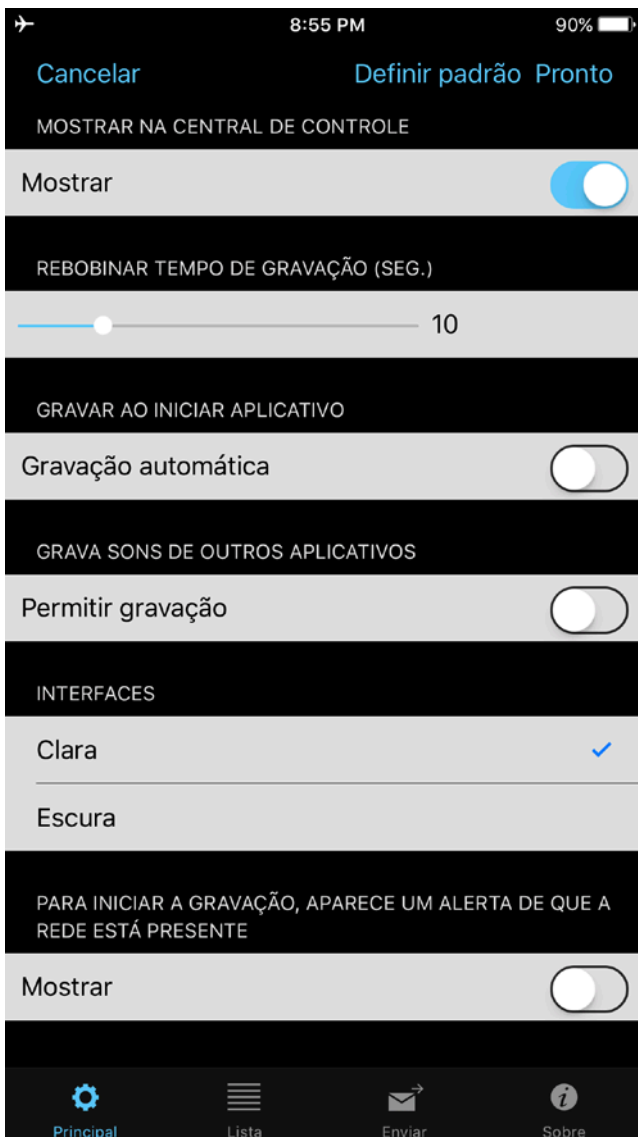 8:55 PM 90%
Cancelar Definir padrão Pronto
MOSTRAR NA CENTRAL DE CONTROLE
Mostrar
REBOBINAR TEMPO DE GRAVAÇÃO (SEG.)
10
GRAVAR AO INICIAR APLICATIVO
Gravação automática
GRAVA SONS DE OUTROS APLICATIVOS
Permitir gravação
INTERFACES
Clara
Escura
PARA INICIAR A GRAVAÇÃO, APARECE UM ALERTA DE QUE A
REDE ESTÁ PRESENTE
Mostrar
Principal Lista Enviar Sobre